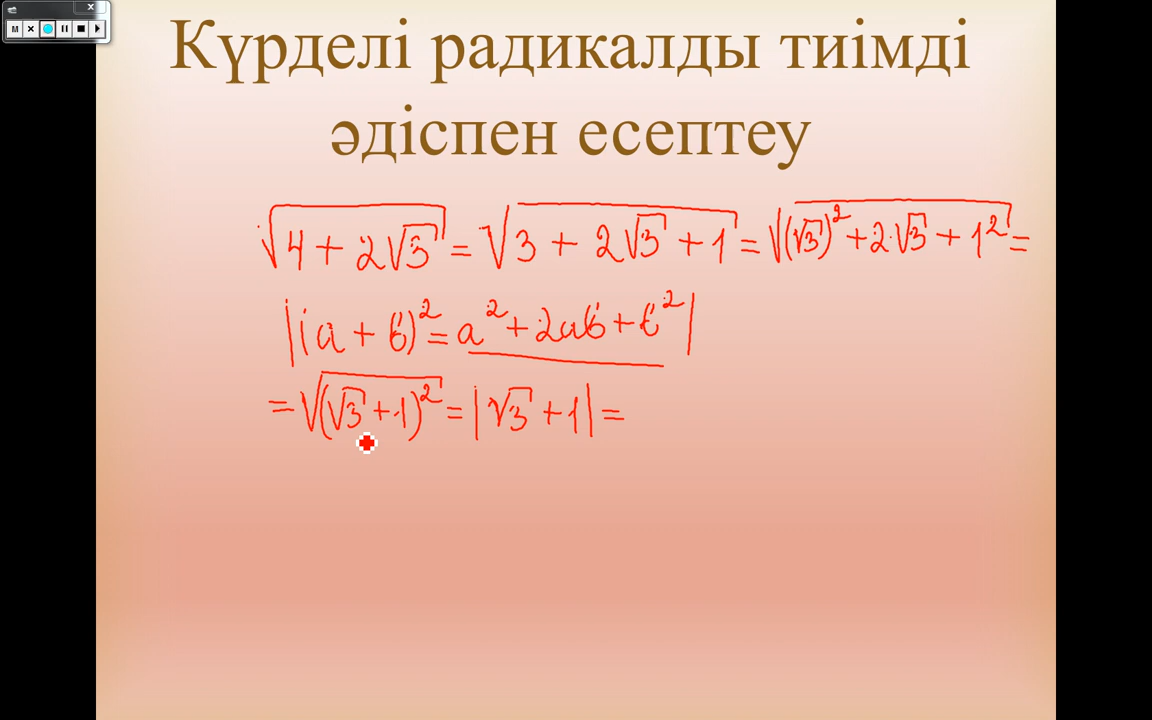 Күрделі радикалды тиімді
әдіспен есептеу
√(4 + 2√3) = √(3 + 2√3 + 1) = √((√3)² + 2·√3 + 1²) =
|(a + b)² = a² + 2ab + b²|
= √((√3 + 1)²) = |√3 + 1| =